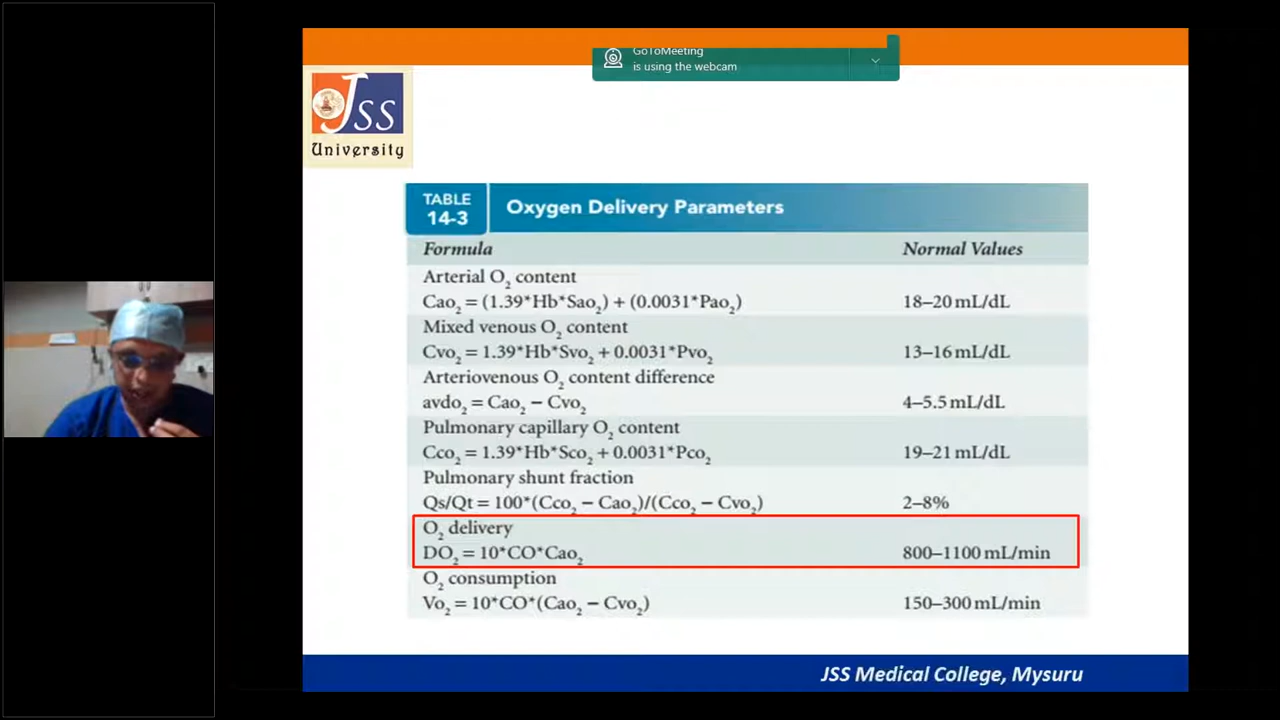 GoToMeeting
is using the webcam
JSS
University
TABLE
14-3
Oxygen Delivery Parameters
Formula Normal Values
Arterial O₂ content
Cao₂ = (1.39*Hb*Sao₂) + (0.0031*Pao₂) 18–20 mL/dL
Mixed venous O₂ content
Cvo₂ = 1.39*Hb*Svo₂ + 0.0031*Pvo₂ 13–16 mL/dL
Arteriovenous O₂ content difference
avdo₂ = Cao₂ − Cvo₂ 4–5.5 mL/dL
Pulmonary capillary O₂ content
Cco₂ = 1.39*Hb*Sco₂ + 0.0031*Pco₂ 19–21 mL/dL
Pulmonary shunt fraction
Qs/Qt = 100*(Cco₂ − Cao₂)/(Cco₂ − Cvo₂) 2–8%
O₂ delivery
DO₂ = 10*CO*Cao₂ 800–1100 mL/min
O₂ consumption
Vo₂ = 10*CO*(Cao₂ − Cvo₂) 150–300 mL/min
JSS Medical College, Mysuru